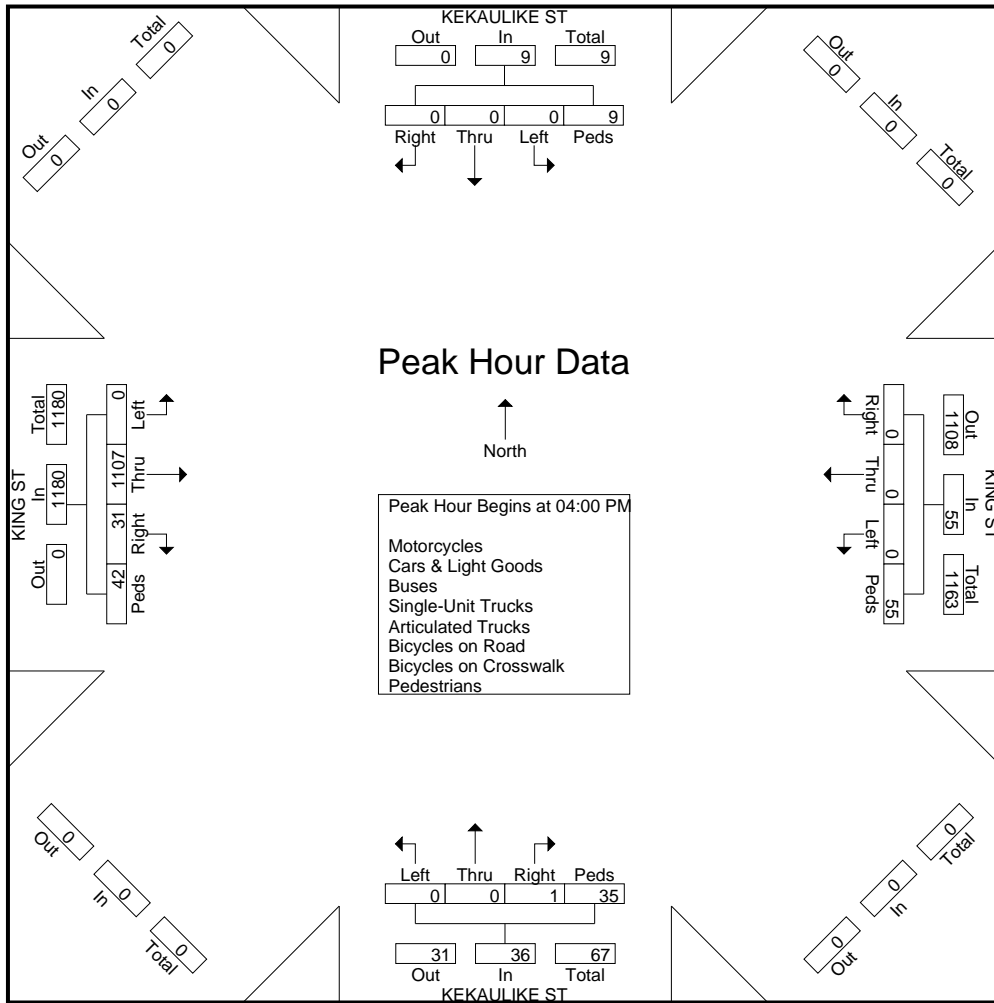 KEKAULIKE ST
Out In Total
0 9 9
0 0 0 9
Right Thru Left Peds
Total
0
In
0
Out
0
Out
0
In
0
Total
0
Peak Hour Data
North
Peak Hour Begins at 04:00 PM
Motorcycles
Cars & Light Goods
Buses
Single-Unit Trucks
Articulated Trucks
Bicycles on Road
Bicycles on Crosswalk
Pedestrians
KING ST
Out In Total
0 1180 1180
42 31 1107 0
Peds Right Thru Left
Right Thru Left Peds
0 0 0 55
Out In Total
1108 55 1163
KING ST
0
Out
0
In
0
Total
0
Total
0
In
0
Out
Left Thru Right Peds
0 0 1 35
31 36 67
Out In Total
KEKAULIKE ST